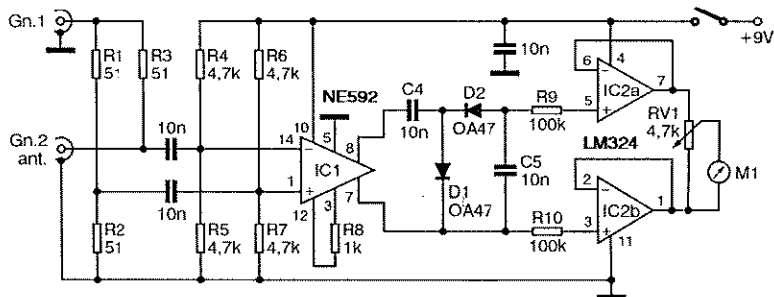 Gn.1
R1
51
R3
51
R4
4,7k
R6
4,7k
10n
+9V
NE592
C4
10n
D2
OA47
R9
100k
6
−
5
+
4
7
IC2a
RV1
4,7k
LM324
M1
Gn.2
ant.
10n
10n
10
5
14
−
1
+
8
7
IC1
12
3
D1
OA47
C5
10n
R10
100k
2
−
3
+
1
IC2b
11
R2
51
R5
4,7k
R7
4,7k
R8
1k